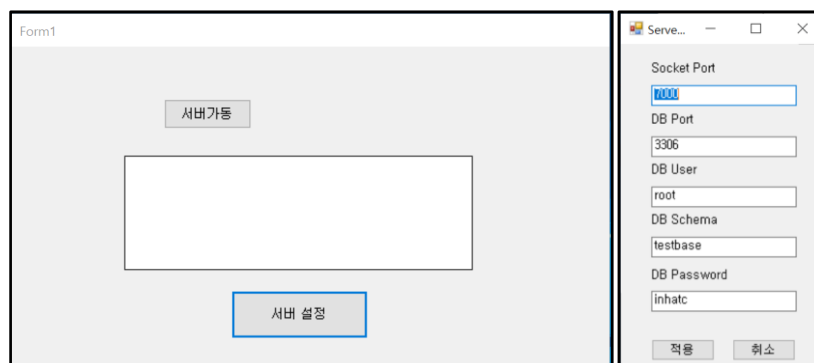 Form1
서버가동
서버 설정
Serve...
Socket Port
7000
DB Port
3306
DB User
root
DB Schema
testbase
DB Password
inhatc
적용
취소